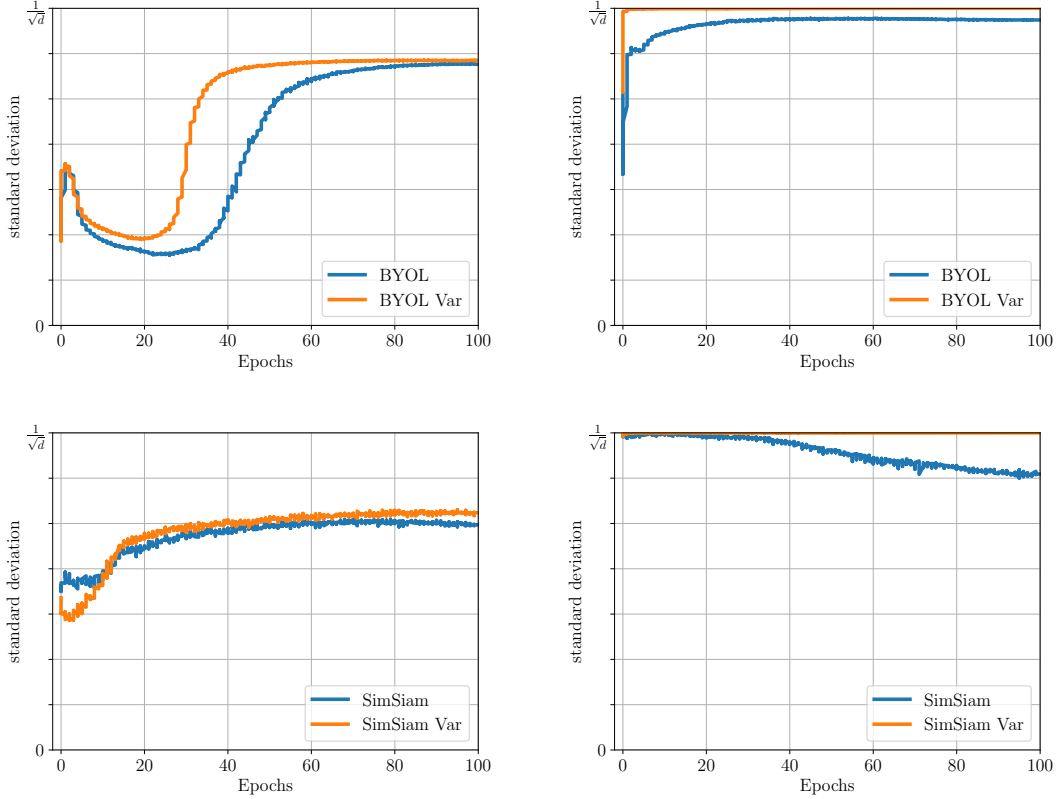 1/√d
standard deviation
0
0 20 40 60 80 100
Epochs
BYOL
BYOL Var
1/√d
standard deviation
0
0 20 40 60 80 100
Epochs
BYOL
BYOL Var
1/√d
standard deviation
0
0 20 40 60 80 100
Epochs
SimSiam
SimSiam Var
1/√d
standard deviation
0
0 20 40 60 80 100
Epochs
SimSiam
SimSiam Var